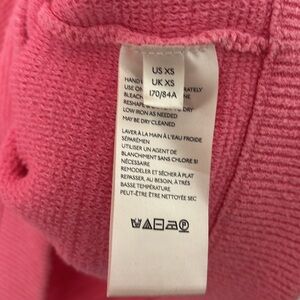 US XS
UK XS
170/84A
HAND
USE
RATELY
BLEACH
RESHAPE
LOW IRON AS NEEDED
MAY BE DRY CLEANED
LAVER À LA MAIN À L'EAU FROIDE
SÉPARÉMEN
UTILISER UN AGENT DE
BLANCHIMENT SANS CHLORE SI
NÉCESSAIRE
REMODELER ET SÉCHER À PLAT
REPASSER, AU BESOIN, À TRÈS
BASSE TEMPÉRATURE
PEUT-ÊTRE ÊTRE NETTOYÉE SEC